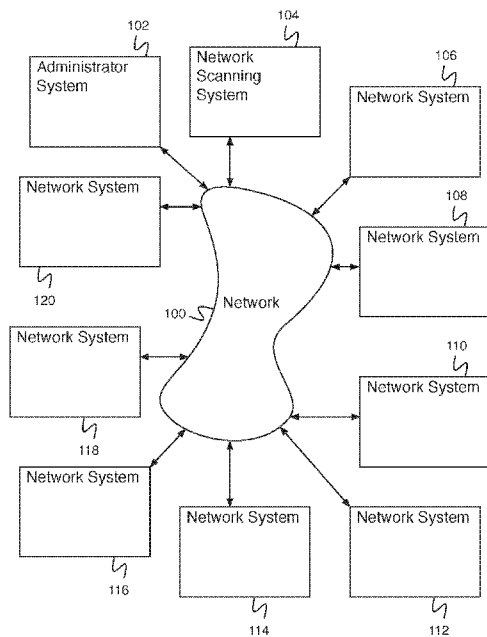 102
Administrator
System
104
Network
Scanning
System
106
Network System
Network System
120
108
Network System
100
Network
Network System
118
110
Network System
Network System
116
Network System
114
Network System
112